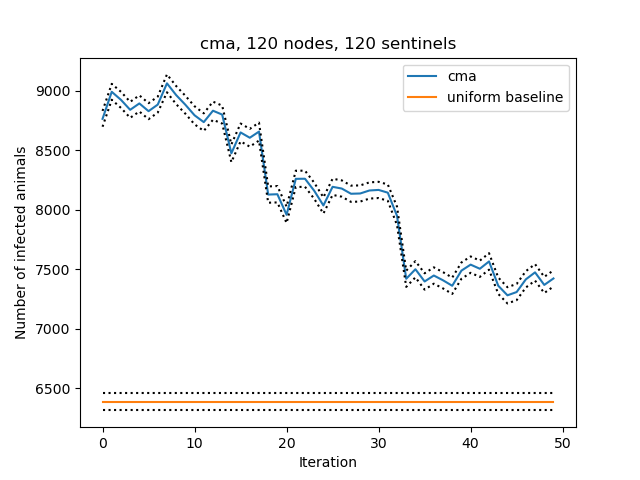 cma, 120 nodes, 120 sentinels
cma
uniform baseline
Number of infected animals
9000
8500
8000
7500
7000
6500
0
10
20
30
40
50
Iteration